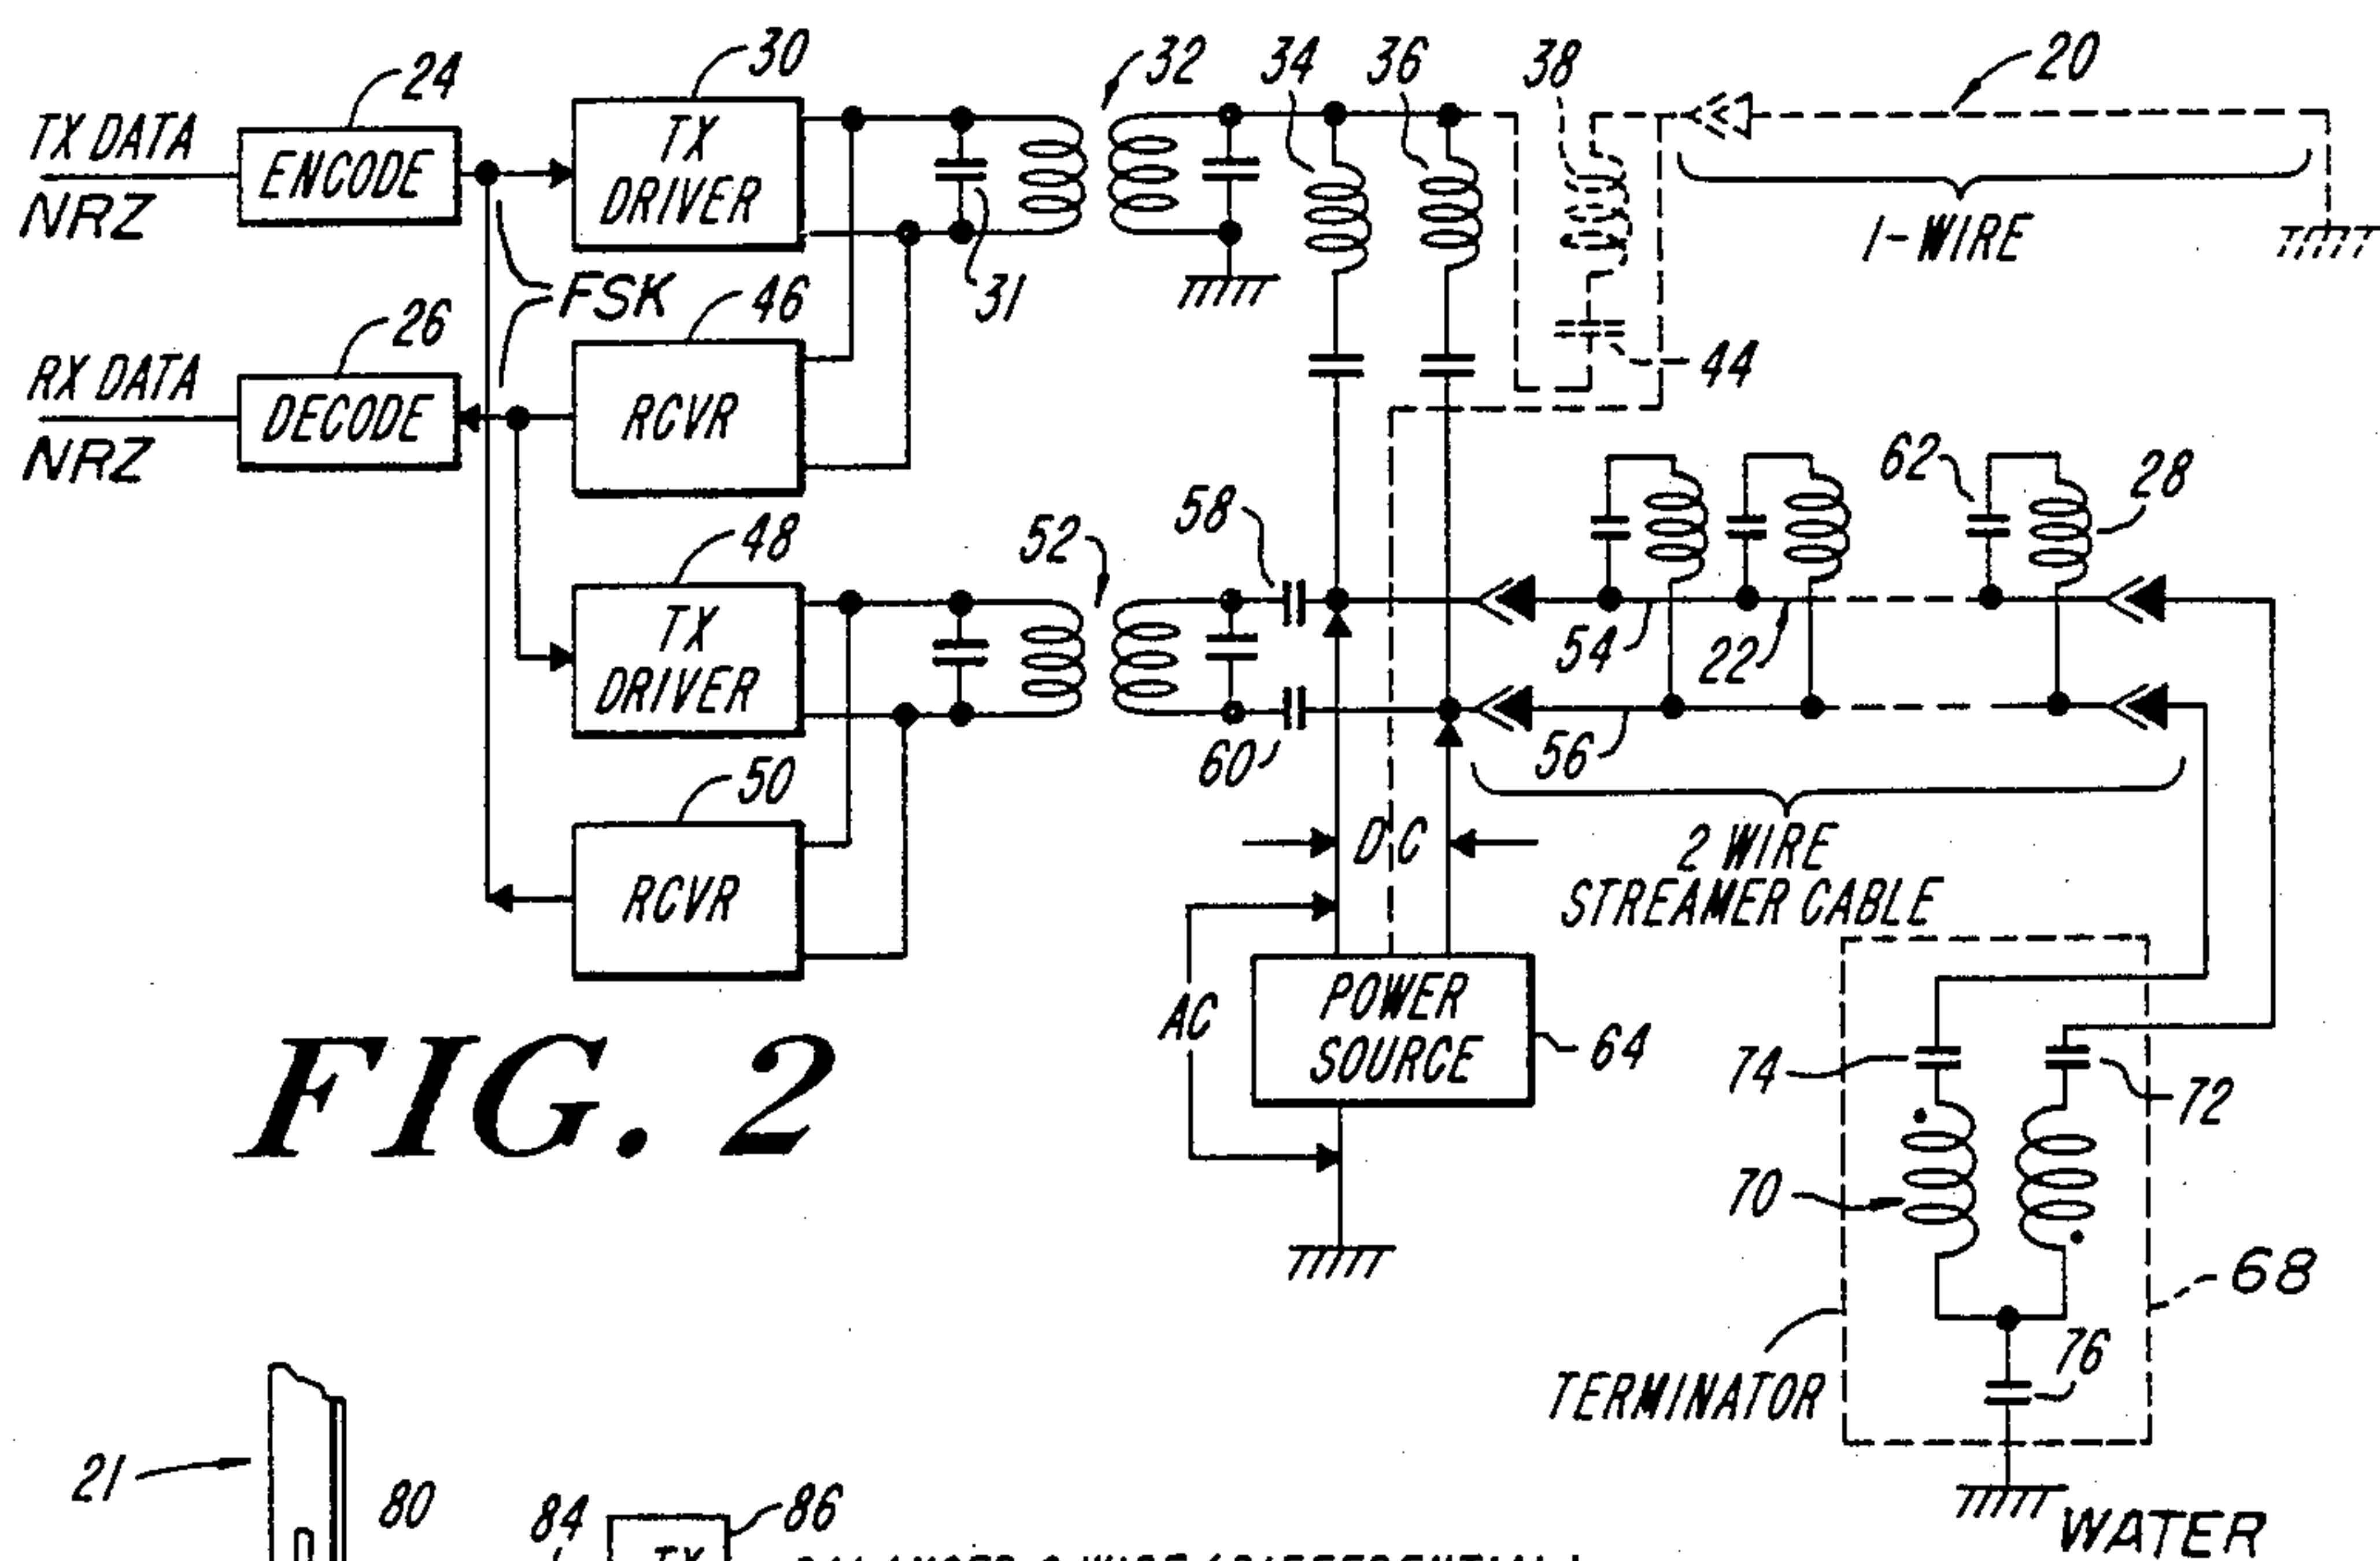 30
32
34
36
38
20
24
TX DATA
NRZ
ENCODE
TX
DRIVER
1-WIRE
31
FSK
46
26
44
RX DATA
NRZ
DECODE
RCVR
62
28
58
52
48
TX
DRIVER
54
22
60
56
50
DC
2 WIRE
STREAMER CABLE
RCVR
AC
POWER
SOURCE
64
74
72
FIG. 2
70
68
76
TERMINATOR
21
80
84
86
WATER
TX